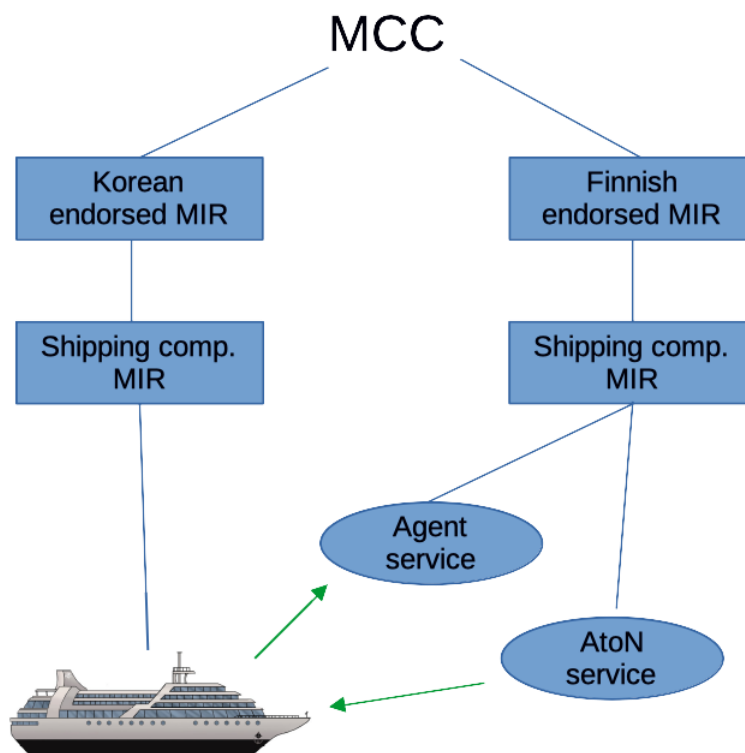 MCC
Korean
endorsed MIR
Finnish
endorsed MIR
Shipping comp.
MIR
Shipping comp.
MIR
Agent
service
AtoN
service